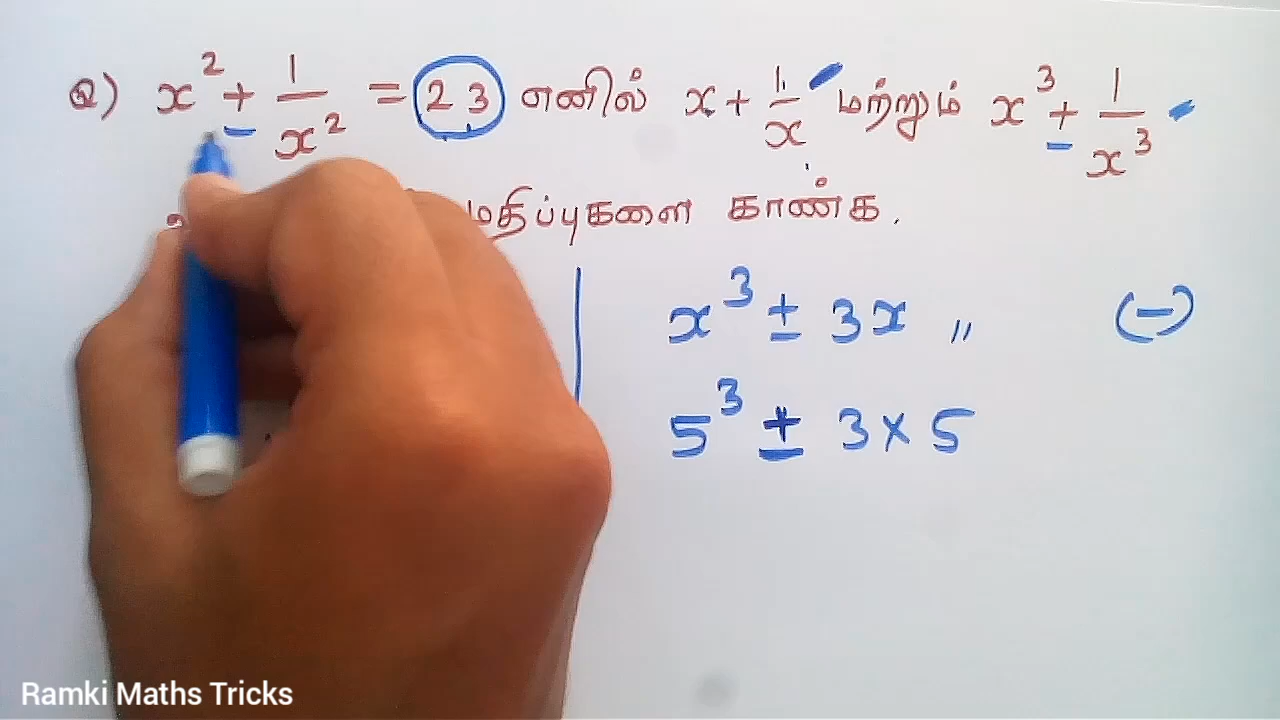 Q) x² + 1/x² = 23 எனில் x + 1/x மற்றும் x³ + 1/x³
மதிப்புகளை காண்க.
x³ ± 3x " (-)
5³ ± 3 × 5
Ramki Maths Tricks